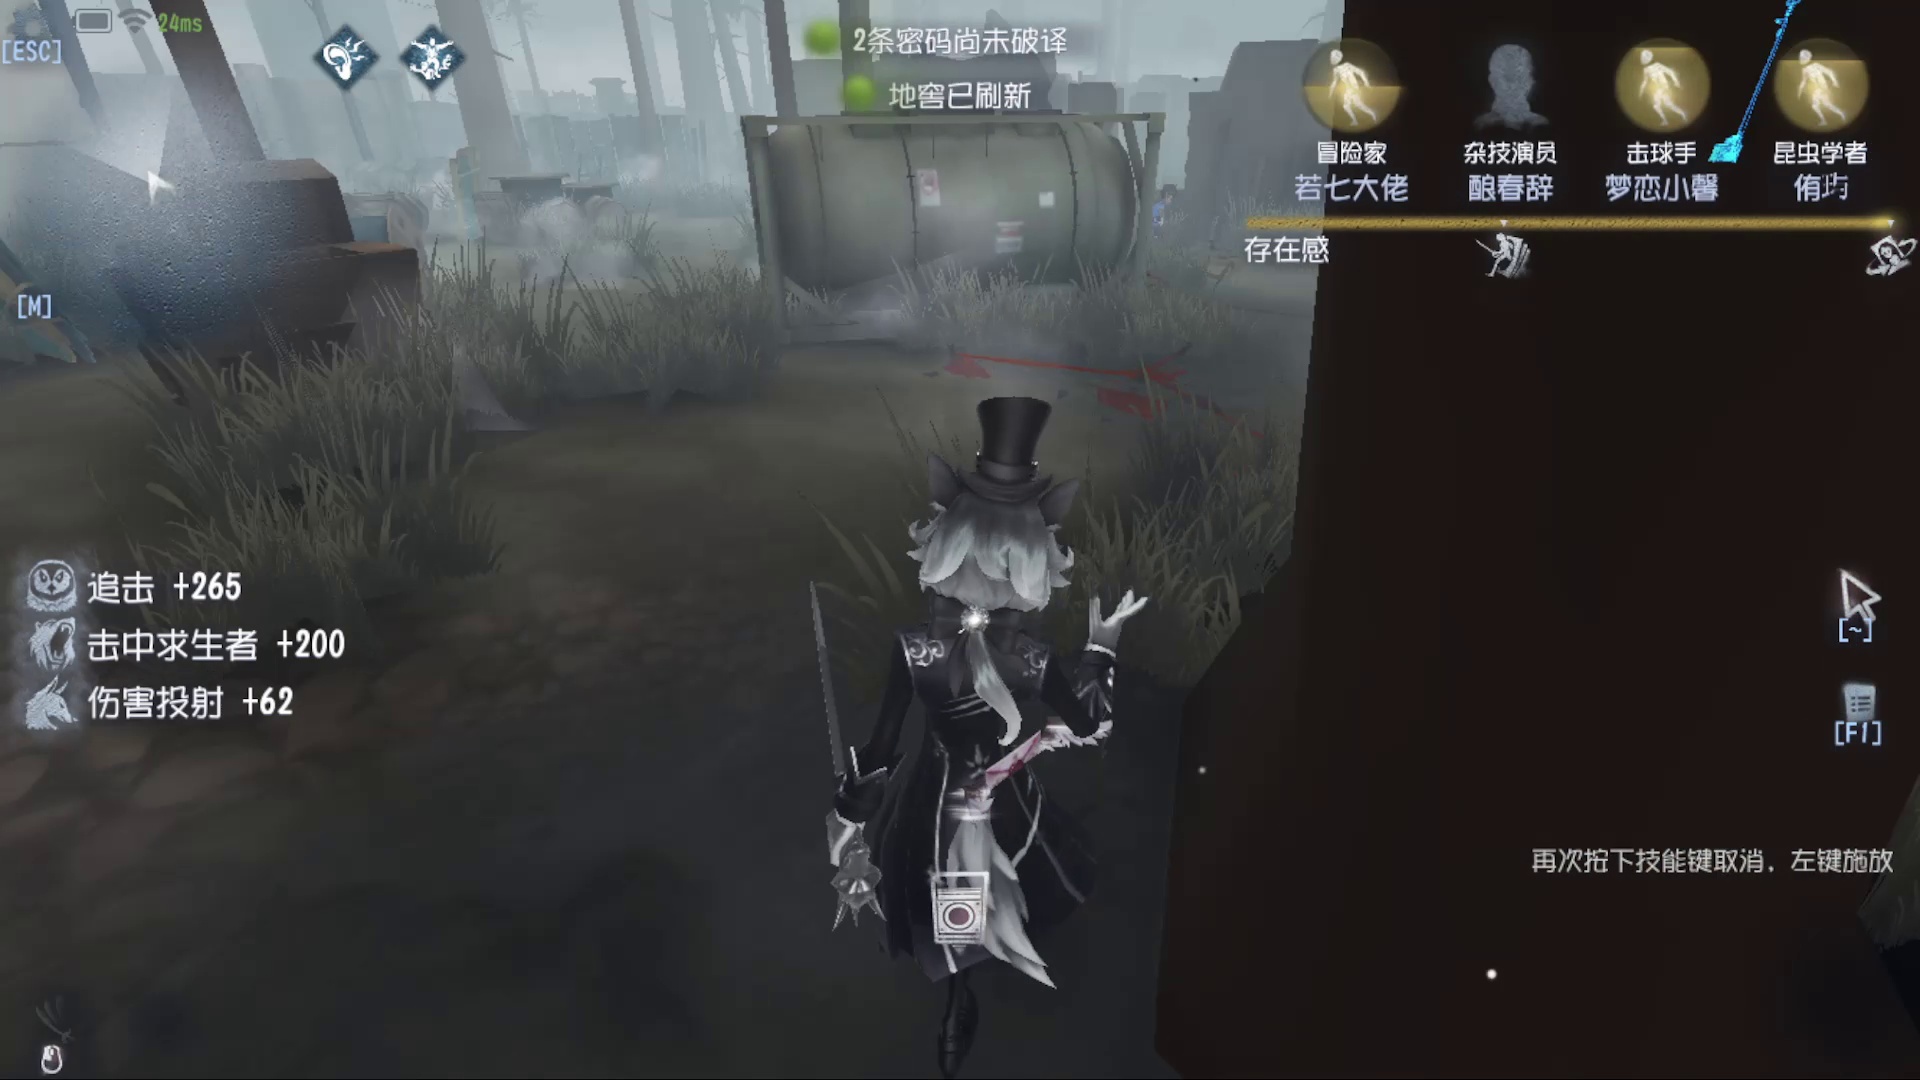 24ms
[ESC]
2条密码尚未破译
地窖已刷新
冒险家
杂技演员
击球手
昆虫学者
若七大佬
酿春辞
梦恋小馨
侑玙
存在感
[M]
追击 +265
击中求生者 +200
伤害投射 +62
[~]
[F1]
再次按下技能键取消，左键施放